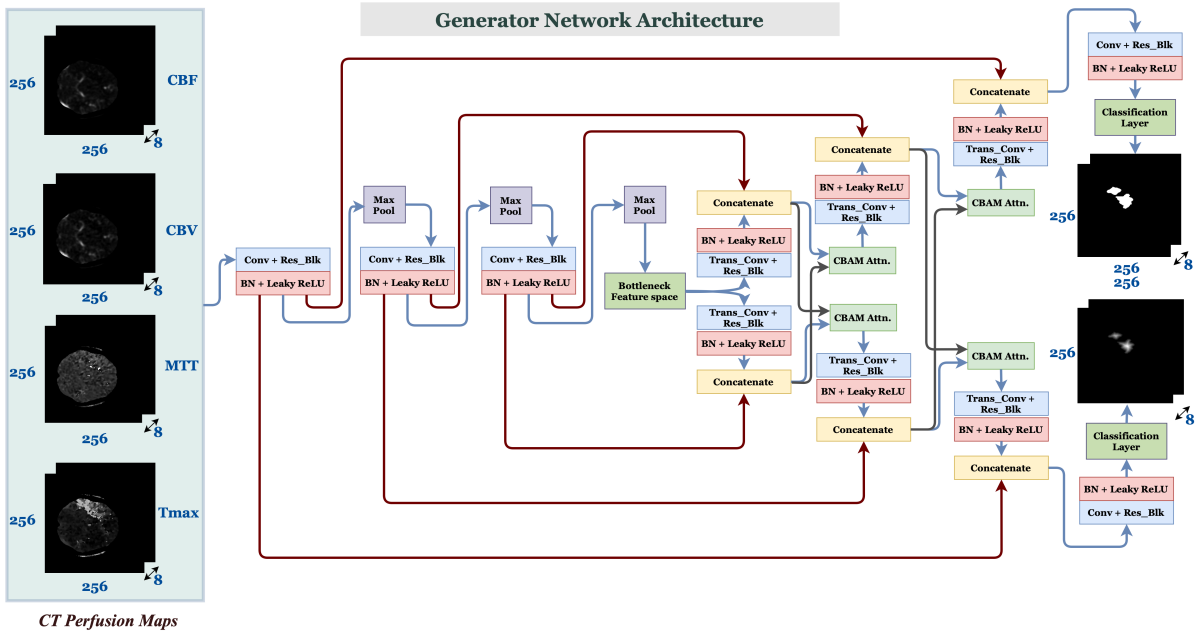 Generator Network Architecture
256
CBF
256
8
256
CBV
256
8
256
MTT
256
8
256
Tmax
256
8
CT Perfusion Maps
Conv + Res_Blk
BN + Leaky ReLU
Max
Pool
Conv + Res_Blk
BN + Leaky ReLU
Max
Pool
Conv + Res_Blk
BN + Leaky ReLU
Max
Pool
Bottleneck
Feature space
Concatenate
BN + Leaky ReLU
Trans_Conv +
Res_Blk
Trans_Conv +
Res_Blk
BN + Leaky ReLU
Concatenate
Concatenate
BN + Leaky ReLU
Trans_Conv +
Res_Blk
CBAM Attn.
CBAM Attn.
Trans_Conv +
Res_Blk
BN + Leaky ReLU
Concatenate
Concatenate
BN + Leaky ReLU
Trans_Conv +
Res_Blk
CBAM Attn.
CBAM Attn.
Trans_Conv +
Res_Blk
BN + Leaky ReLU
Concatenate
Conv + Res_Blk
BN + Leaky ReLU
Classification
Layer
256
256
8
256
256
8
Classification
Layer
BN + Leaky ReLU
Conv + Res_Blk